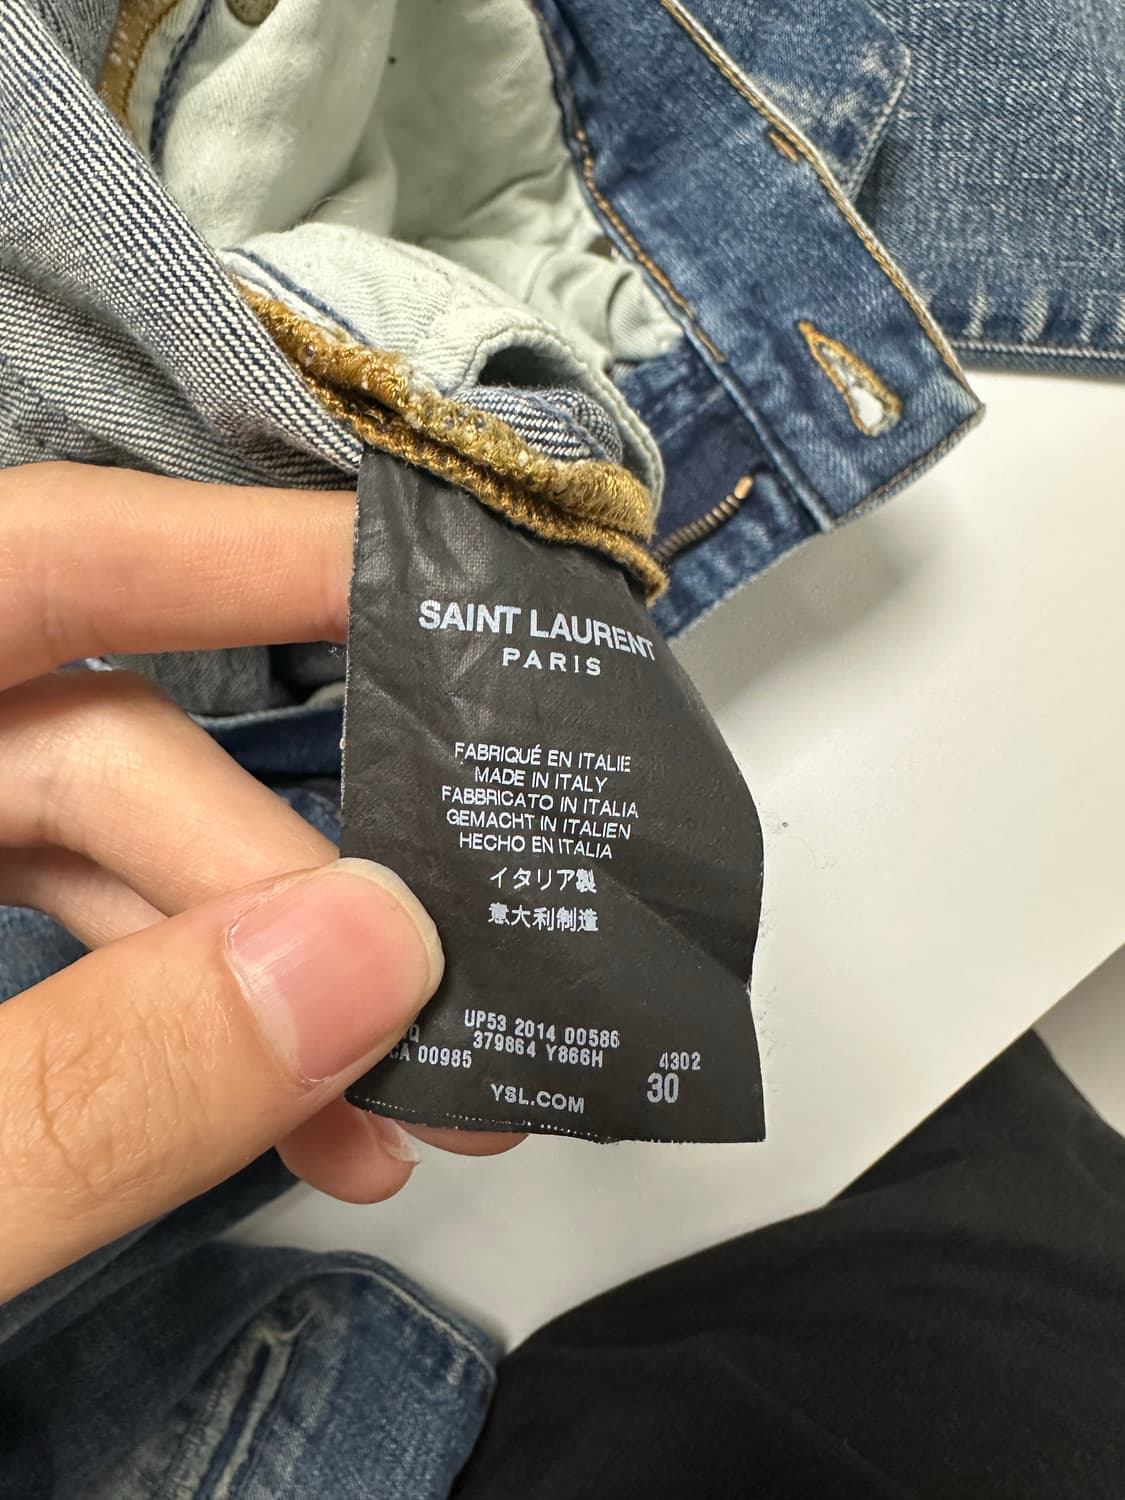 SAINT LAURENT
PARIS
FABRIQUÉ EN ITALIE
MADE IN ITALY
FABBRICATO IN ITALIA
GEMACHT IN ITALIEN
HECHO EN ITALIA
イタリア製
意大利制造
UP53 2014 00586
379864 Y866H 4302
00985 30
YSL.COM